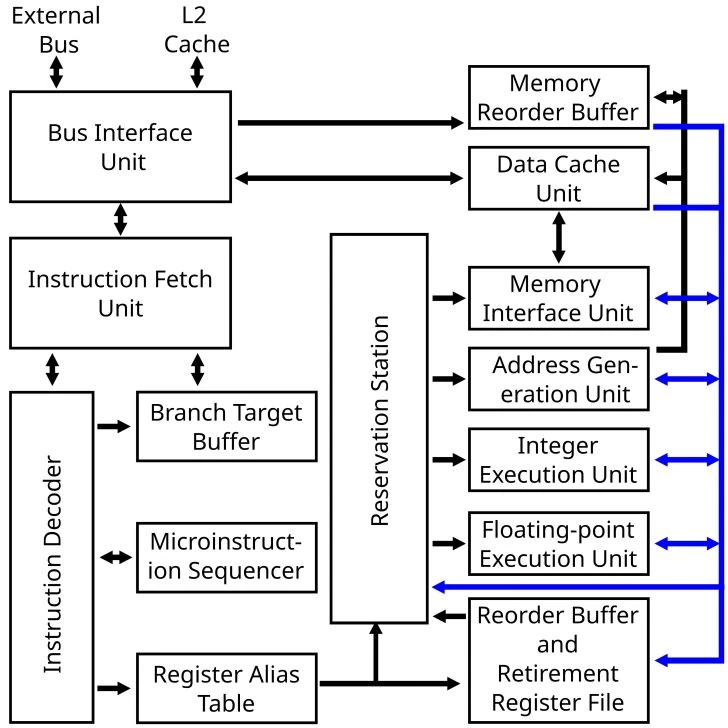 External
Bus
L2
Cache
Bus Interface
Unit
Memory
Reorder Buffer
Data Cache
Unit
Instruction Fetch
Unit
Reservation Station
Memory
Interface Unit
Address Gen-
eration Unit
Instruction Decoder
Branch Target
Buffer
Integer
Execution Unit
Microinstruct-
ion Sequencer
Floating-point
Execution Unit
Register Alias
Table
Reorder Buffer
and
Retirement
Register File